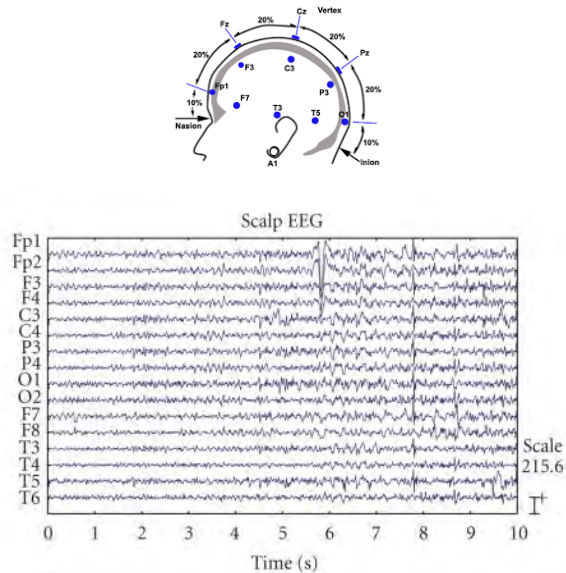 Cz Vertex
20% 20%
Fz Pz
20% F3 C3 20%
Fp1 P3
10% F7 T3 T5 O1
Nasion 10%
A1 Inion
Scalp EEG
Fp1
Fp2
F3
F4
C3
C4
P3
P4
O1
O2
F7
F8
T3
T4
T5
T6
Scale
215.6
+
0 1 2 3 4 5 6 7 8 9 10
Time (s)